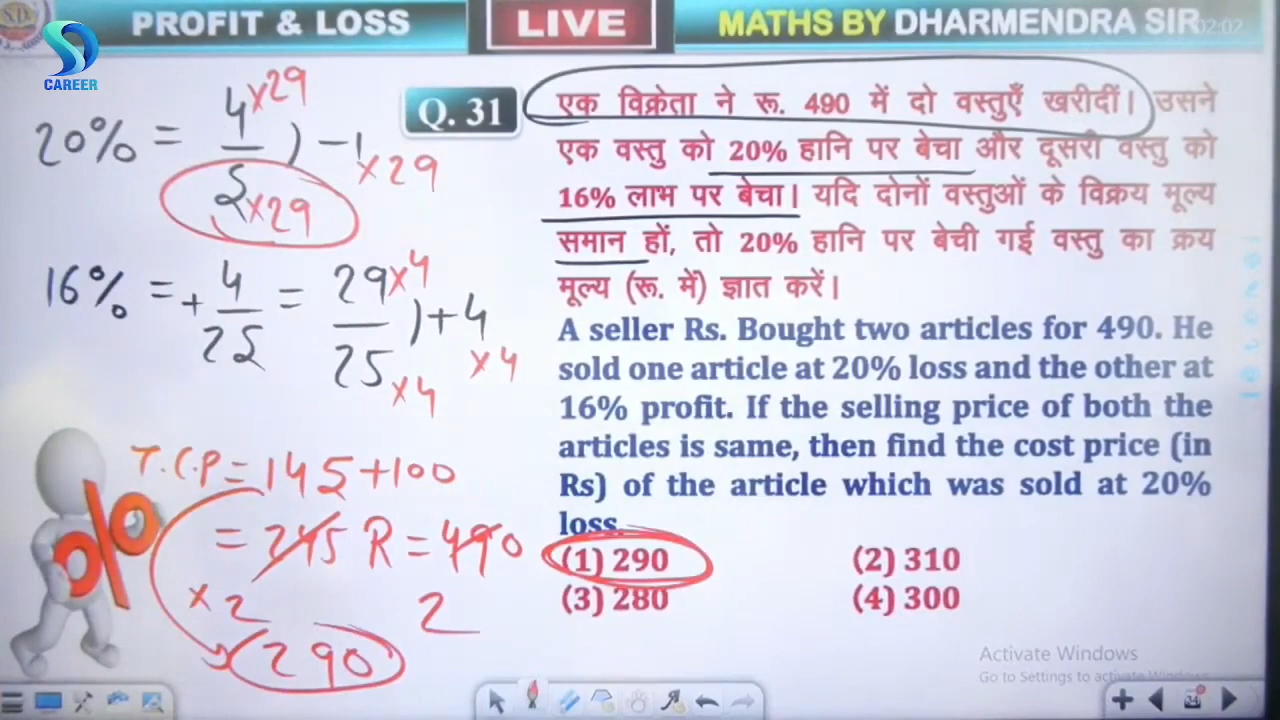 PROFIT & LOSS
LIVE
MATHS BY DHARMENDRA SIR
02:02
S.D.
CAREER
Q. 31
एक विक्रेता ने रू. 490 में दो वस्तुएँ खरीदीं। उसने
एक वस्तु को 20% हानि पर बेचा और दूसरी वस्तु को
16% लाभ पर बेचा। यदि दोनों वस्तुओं के विक्रय मूल्य
समान हों, तो 20% हानि पर बेची गई वस्तु का क्रय
मूल्य (रू. में) ज्ञात करें।
A seller Rs. Bought two articles for 490. He
sold one article at 20% loss and the other at
16% profit. If the selling price of both the
articles is same, then find the cost price (in
Rs) of the article which was sold at 20%
loss.
(1) 290
(2) 310
(3) 280
(4) 300
20% = 4×29
5×29 ) -1 ×29
16% = + 4/25 = 29×4
25×4 ) +4 ×4
T.C.P = 145+100
= 245 R = 490
×2 2
290
Activate Windows
Go to Settings to activate Windows
34